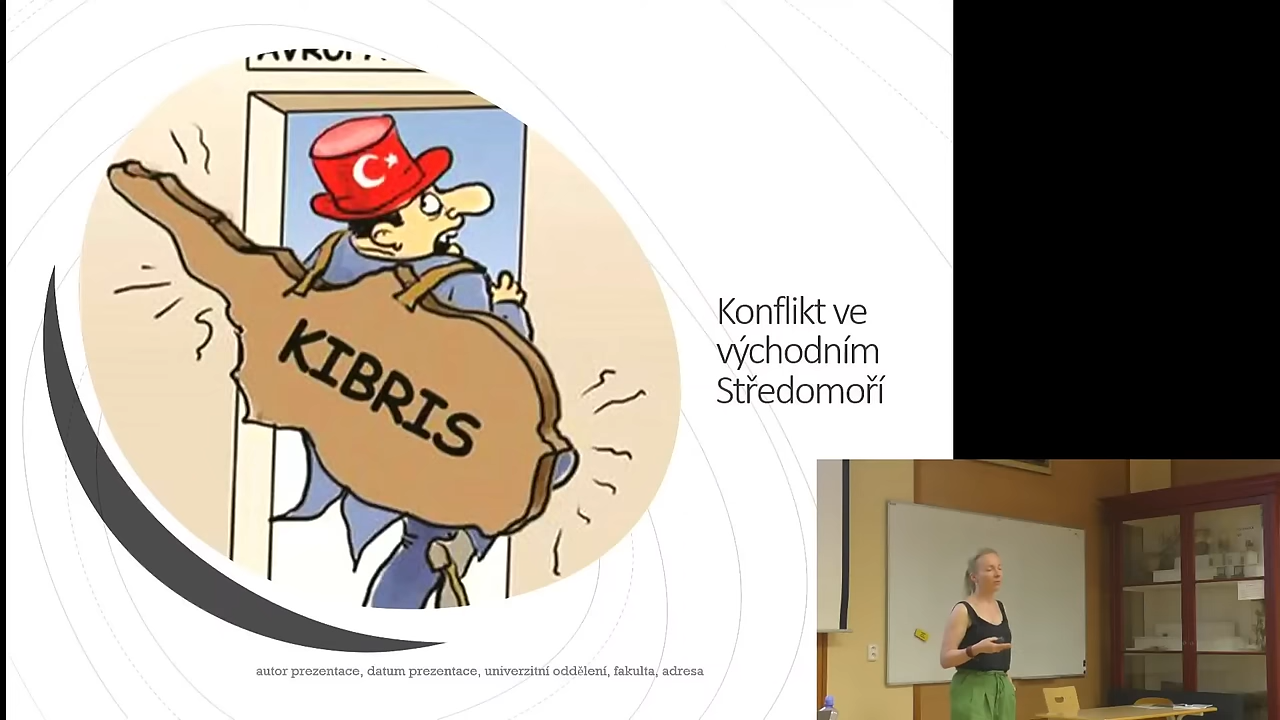 KIBRIS
Konflikt ve
východním
Středomoří
autor prezentace, datum prezentace, univerzitní oddělení, fakulta, adresa